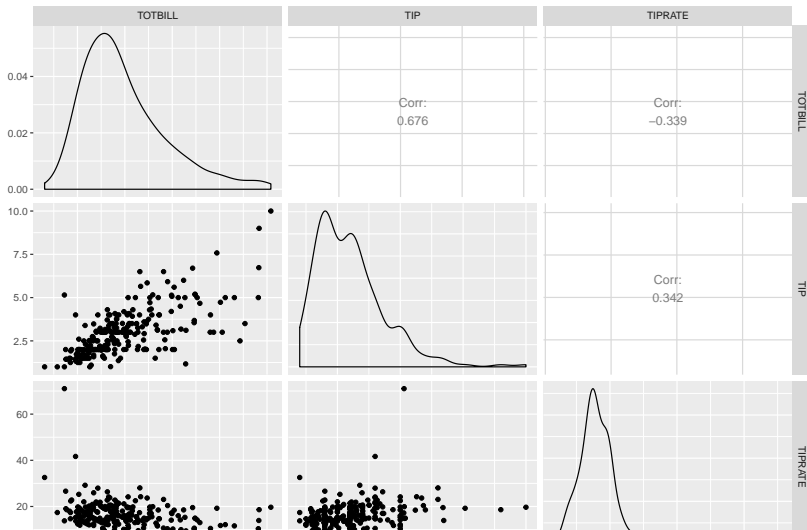 TOTBILL TIP TIPRATE
0.04
0.02
0.00
Corr:
0.676
Corr:
−0.339
TOTBILL
10.0
7.5
5.0
2.5
Corr:
0.342
TIP
60
40
20
TIPRATE